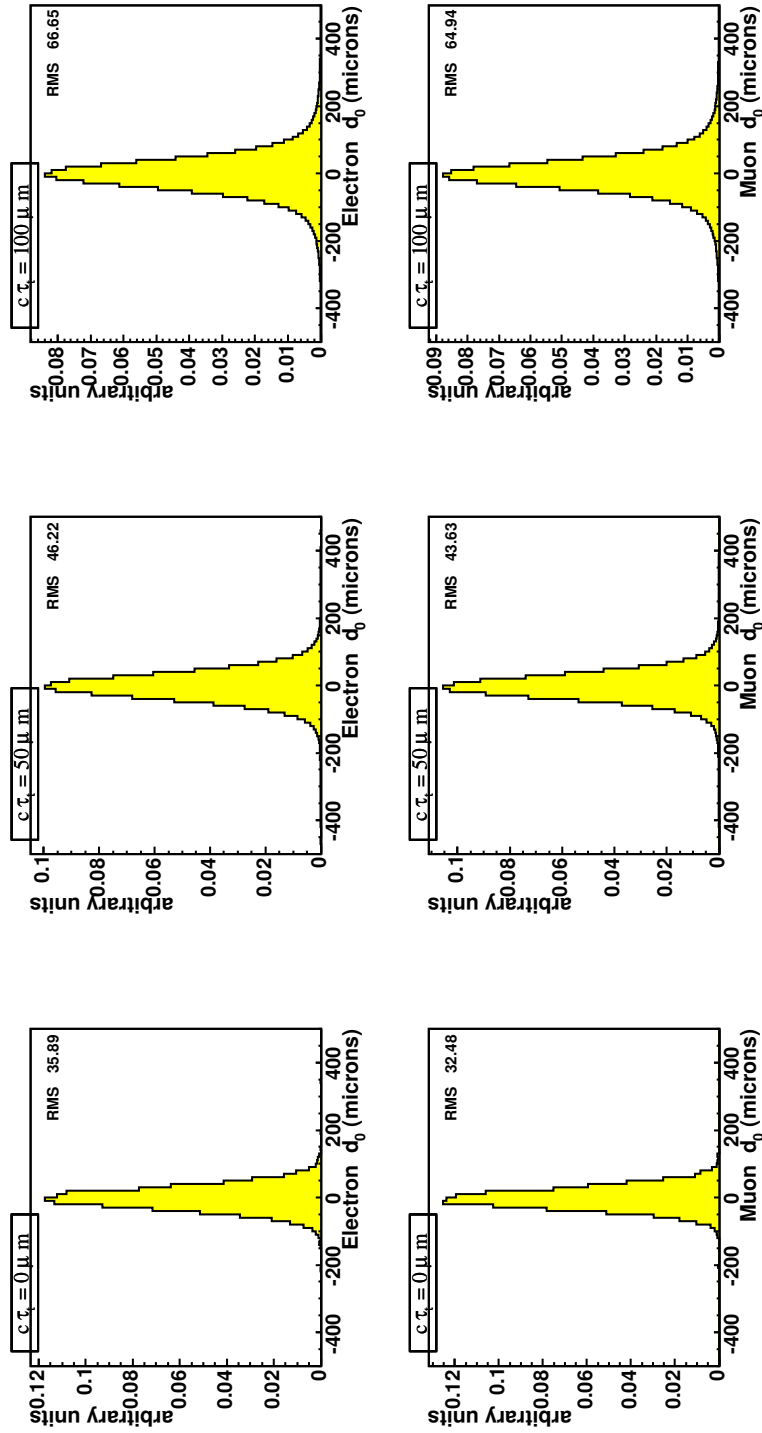 c τt = 0 μ m
RMS 35.89
arbitrary units
0.12
0.1
0.08
0.06
0.04
0.02
0
-400 -200 0 200 400
Electron d0 (microns)
c τt = 50 μ m
RMS 46.22
arbitrary units
0.1
0.08
0.06
0.04
0.02
0
-400 -200 0 200 400
Electron d0 (microns)
c τt = 100 μ m
RMS 66.65
arbitrary units
0.08
0.07
0.06
0.05
0.04
0.03
0.02
0.01
0
-400 -200 0 200 400
Electron d0 (microns)
c τt = 0 μ m
RMS 32.48
arbitrary units
0.12
0.1
0.08
0.06
0.04
0.02
0
-400 -200 0 200 400
Muon d0 (microns)
c τt = 50 μ m
RMS 43.63
arbitrary units
0.1
0.08
0.06
0.04
0.02
0
-400 -200 0 200 400
Muon d0 (microns)
c τt = 100 μ m
RMS 64.94
arbitrary units
0.09
0.08
0.07
0.06
0.05
0.04
0.03
0.02
0.01
0
-400 -200 0 200 400
Muon d0 (microns)